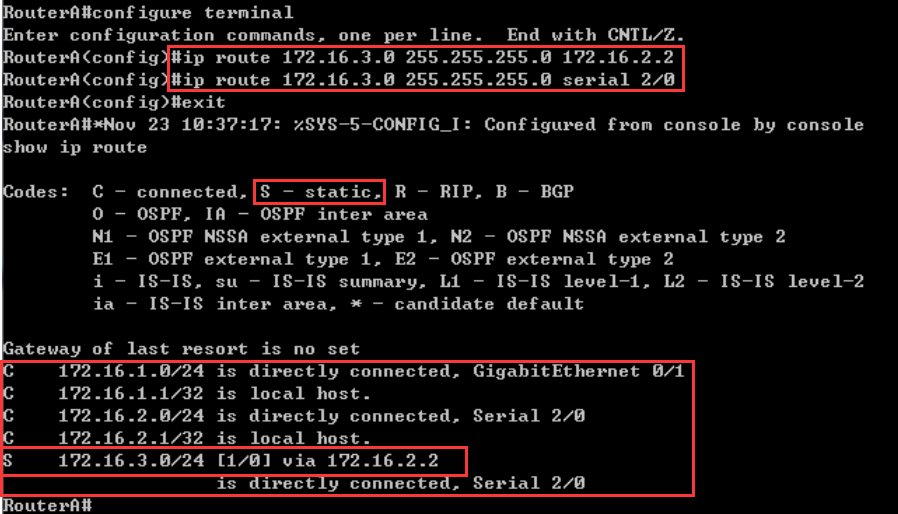 RouterA#configure terminal
Enter configuration commands, one per line.  End with CNTL/Z.
RouterA(config)#ip route 172.16.3.0 255.255.255.0 172.16.2.2
RouterA(config)#ip route 172.16.3.0 255.255.255.0 serial 2/0
RouterA(config)#exit
RouterA#*Nov 23 10:37:17: %SYS-5-CONFIG_I: Configured from console by console
show ip route
Codes:  C - connected, S - static, R - RIP, B - BGP
O - OSPF, IA - OSPF inter area
N1 - OSPF NSSA external type 1, N2 - OSPF NSSA external type 2
E1 - OSPF external type 1, E2 - OSPF external type 2
i - IS-IS, su - IS-IS summary, L1 - IS-IS level-1, L2 - IS-IS level-2
ia - IS-IS inter area, * - candidate default
Gateway of last resort is no set
C    172.16.1.0/24 is directly connected, GigabitEthernet 0/1
C    172.16.1.1/32 is local host.
C    172.16.2.0/24 is directly connected, Serial 2/0
C    172.16.2.1/32 is local host.
S    172.16.3.0/24 [1/0] via 172.16.2.2
is directly connected, Serial 2/0
RouterA#